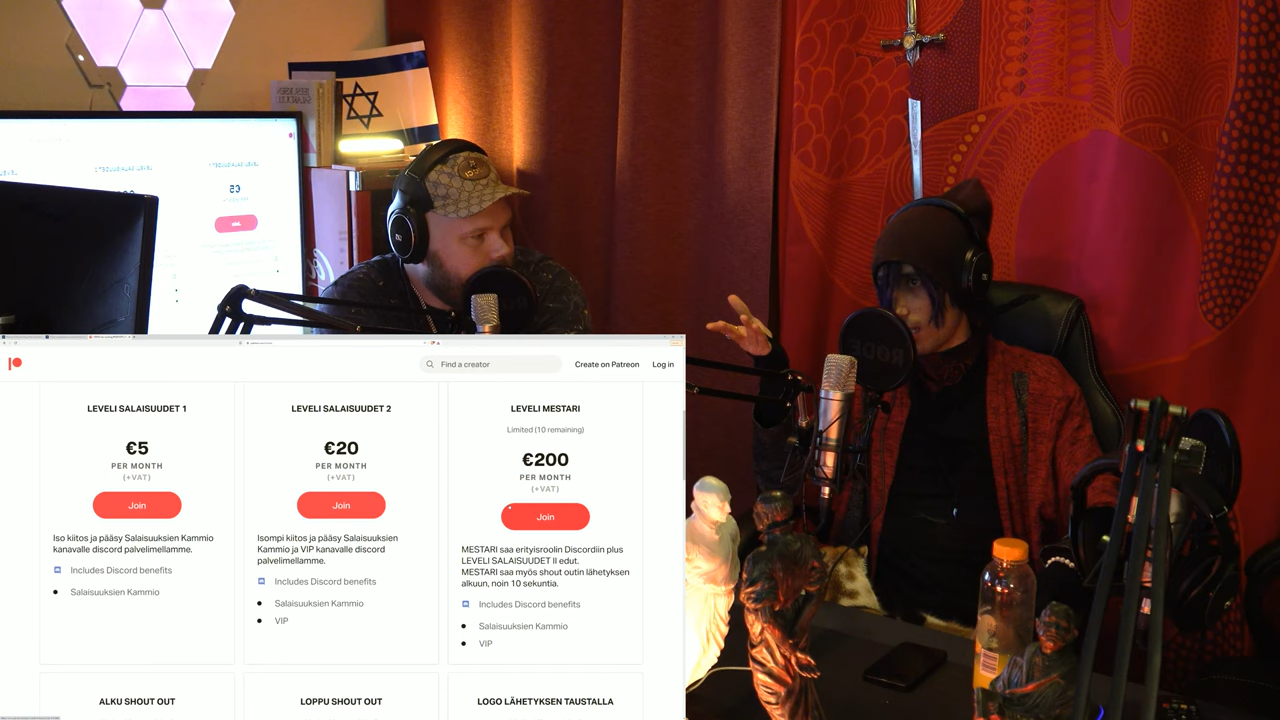 Find a creator
Create on Patreon
Log in
LEVELI SALAISUUDET 1
€5
PER MONTH
(+VAT)
Join
Iso kiitos ja pääsy Salaisuuksien Kammio
kanavalle discord palvelimellamme.
Includes Discord benefits
Salaisuuksien Kammio
LEVELI SALAISUUDET 2
€20
PER MONTH
(+VAT)
Join
Isompi kiitos ja pääsy Salaisuuksien
Kammio ja VIP kanavalle discord
palvelimellemme.
Includes Discord benefits
Salaisuuksien Kammio
VIP
LEVELI MESTARI
Limited (10 remaining)
€200
PER MONTH
(+VAT)
Join
MESTARI saa erityisroolin Discordiin plus
LEVELI SALAISUUDET II edut.
MESTARI saa myös shout outin lähetyksen
alkuun, noin 10 sekuntia.
Includes Discord benefits
Salaisuuksien Kammio
VIP
ALKU SHOUT OUT
LOPPU SHOUT OUT
LOGO LÄHETYKSEN TAUSTALLA
RODE